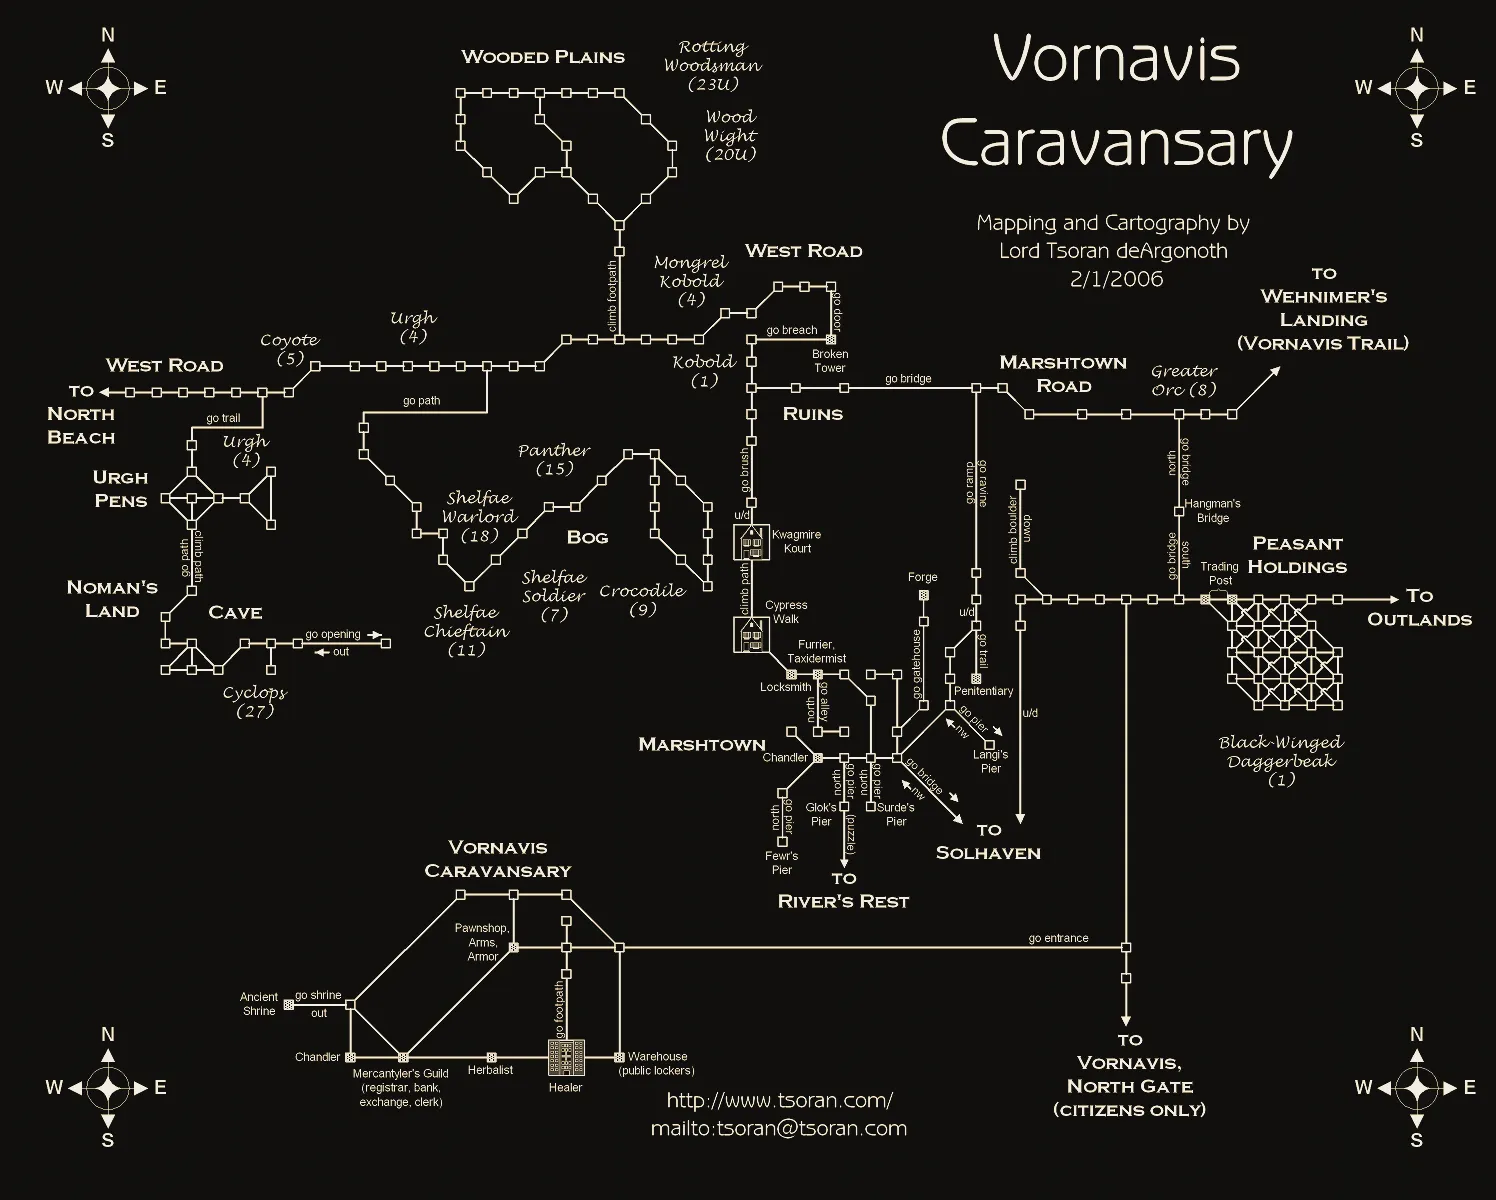 N
W E
S
N
W E
S
Vornavis
Caravansary
Mapping and Cartography by
Lord Tsoran deArgonoth
2/1/2006
WOODED PLAINS
Rotting
Woodsman
(23U)
Wood
Wight
(20U)
climb footpath
Mongrel
Kobold
(4)
WEST ROAD
go door
go breach
Broken
Tower
Kobold
(1)
TO
WEHNIMER'S
LANDING
(VORNAVIS TRAIL)
Urgh
(4)
Coyote
(5)
WEST ROAD
TO
NORTH
BEACH
go trail
go path
Urgh
(4)
URGH
PENS
climb path
go path
NOMAN'S
LAND
CAVE
go opening
out
Cyclops
(27)
Panther
(15)
Shelfae
Warlord
(18)
BOG
Shelfae
Soldier
(7)
Crocodile
(9)
Shelfae
Chieftain
(11)
RUINS
go bridge
MARSHTOWN
ROAD
Greater
Orc (8)
go brush
u/d
Kwagmire
Kourt
climb path
Cypress
Walk
go ramp
go ravine
climb boulder
down
north
go bridge
Hangman's
Bridge
go bridge
south
PEASANT
HOLDINGS
Trading
Post
TO
OUTLANDS
Black-Winged
Daggerbeak
(1)
Forge
go gatehouse
u/d
go trail
Penitentiary
u/d
Furrier,
Taxidermist
Locksmith
north
go alley
go pier
nw
Langi's
Pier
MARSHTOWN
Chandler
north
go pier
north
go pier
north
go pier
go bridge
nw
Glok's
Pier
Surde's
Pier
(puzzle)
Fewr's
Pier
TO
SOLHAVEN
TO
RIVER'S REST
VORNAVIS
CARAVANSARY
Pawnshop,
Arms,
Armor
go entrance
Ancient
Shrine
go shrine
out
go footpath
Chandler
Mercantyler's Guild
(registrar, bank,
exchange, clerk)
Herbalist
Healer
Warehouse
(public lockers)
TO
VORNAVIS,
NORTH GATE
(CITIZENS ONLY)
http://www.tsoran.com/
mailto:tsoran@tsoran.com
N
W E
S
N
W E
S